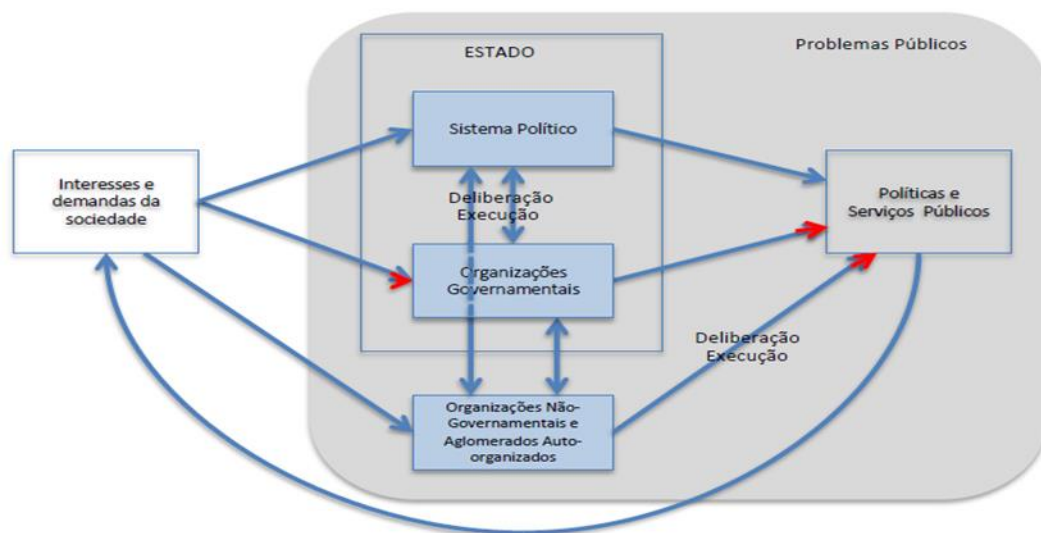 Problemas Públicos
ESTADO
Sistema Político
Interesses e
demandas da
sociedade
Deliberação
Execução
Políticas e
Serviços Públicos
Organizações
Governamentais
Deliberação
Execução
Organizações Não-
Governamentais e
Aglomerados Auto-
organizados